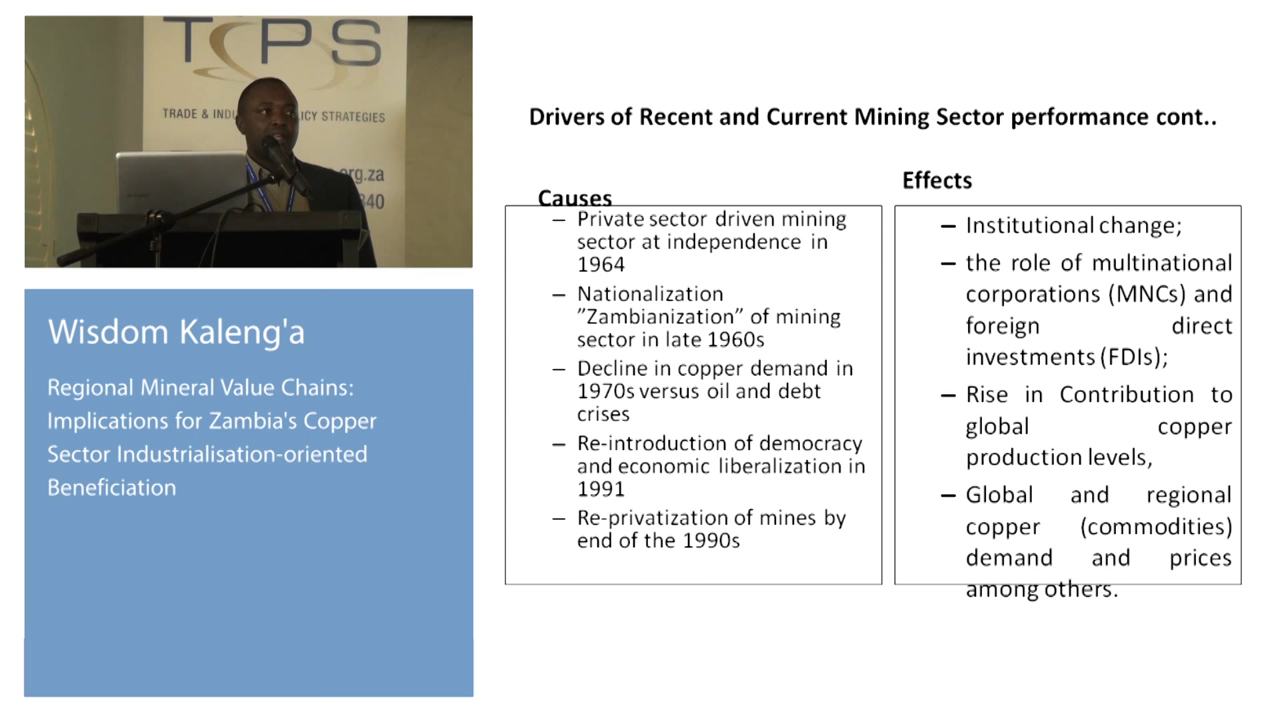 TIPS
TRADE & INDU ICY STRATEGIES
org.za
340
Wisdom Kaleng'a
Regional Mineral Value Chains:
Implications for Zambia's Copper
Sector Industrialisation-oriented
Beneficiation
Drivers of Recent and Current Mining Sector performance cont..
Causes
– Private sector driven mining
sector at independence in
1964
– Nationalization
”Zambianization” of mining
sector in late 1960s
– Decline in copper demand in
1970s versus oil and debt
crises
– Re-introduction of democracy
and economic liberalization in
1991
– Re-privatization of mines by
end of the 1990s
Effects
– Institutional change;
– the role of multinational
corporations (MNCs) and
foreign direct
investments (FDIs);
– Rise in Contribution to
global copper
production levels,
– Global and regional
copper (commodities)
demand and prices
among others.